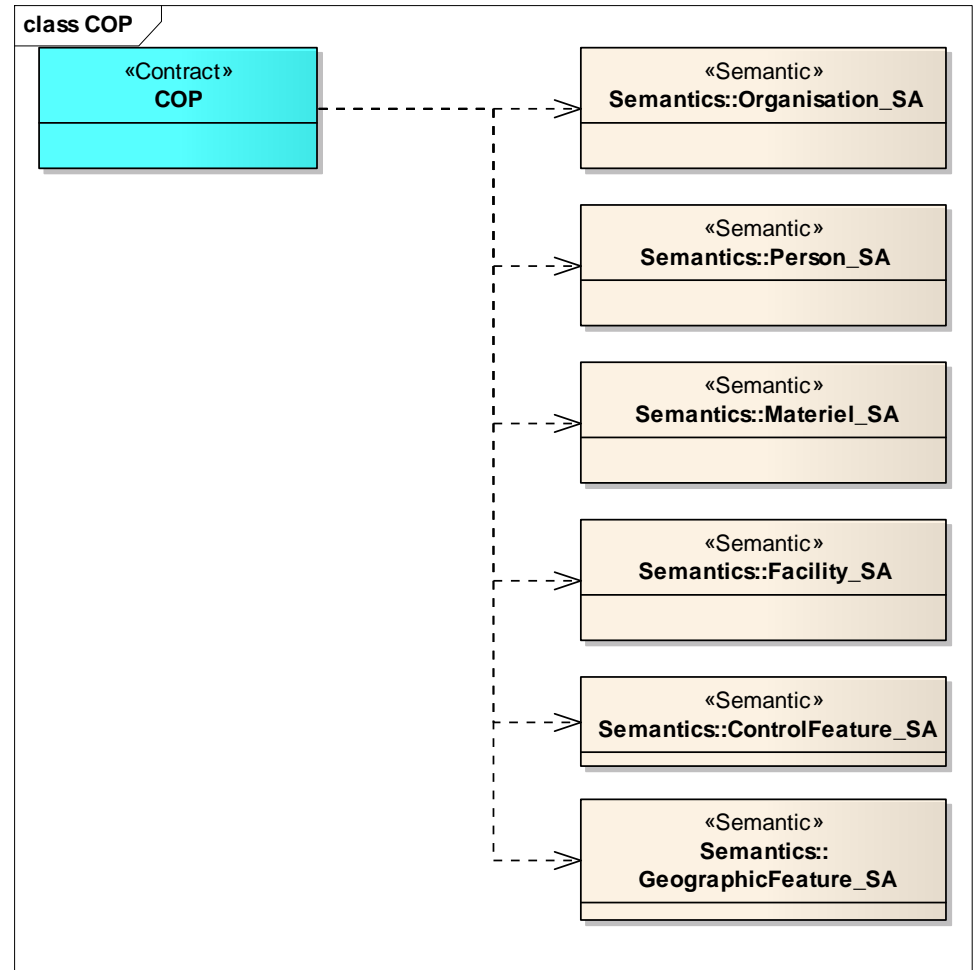 class COP
«Contract»
COP
«Semantic»
Semantics::Organisation_SA
«Semantic»
Semantics::Person_SA
«Semantic»
Semantics::Materiel_SA
«Semantic»
Semantics::Facility_SA
«Semantic»
Semantics::ControlFeature_SA
«Semantic»
Semantics::
GeographicFeature_SA